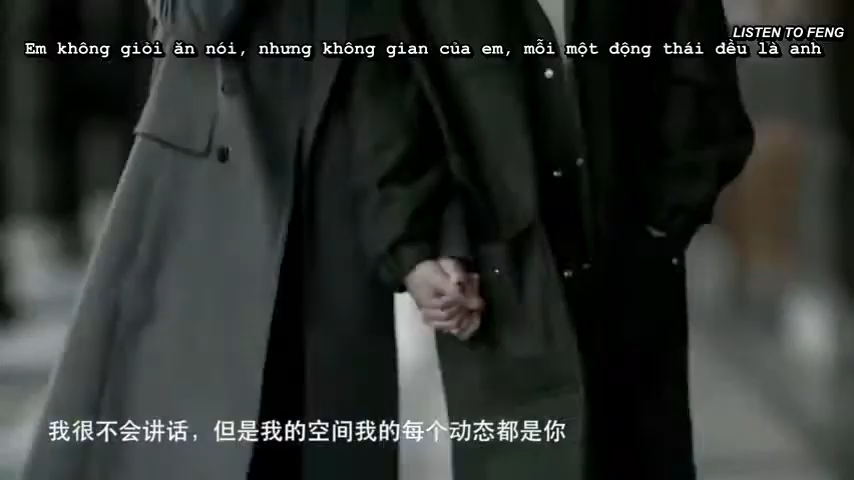 LISTEN TO FENG
Em không giỏi ăn nói, nhưng không gian của em, mỗi một động thái đều là anh
我很不会讲话，但是我的空间我的每个动态都是你